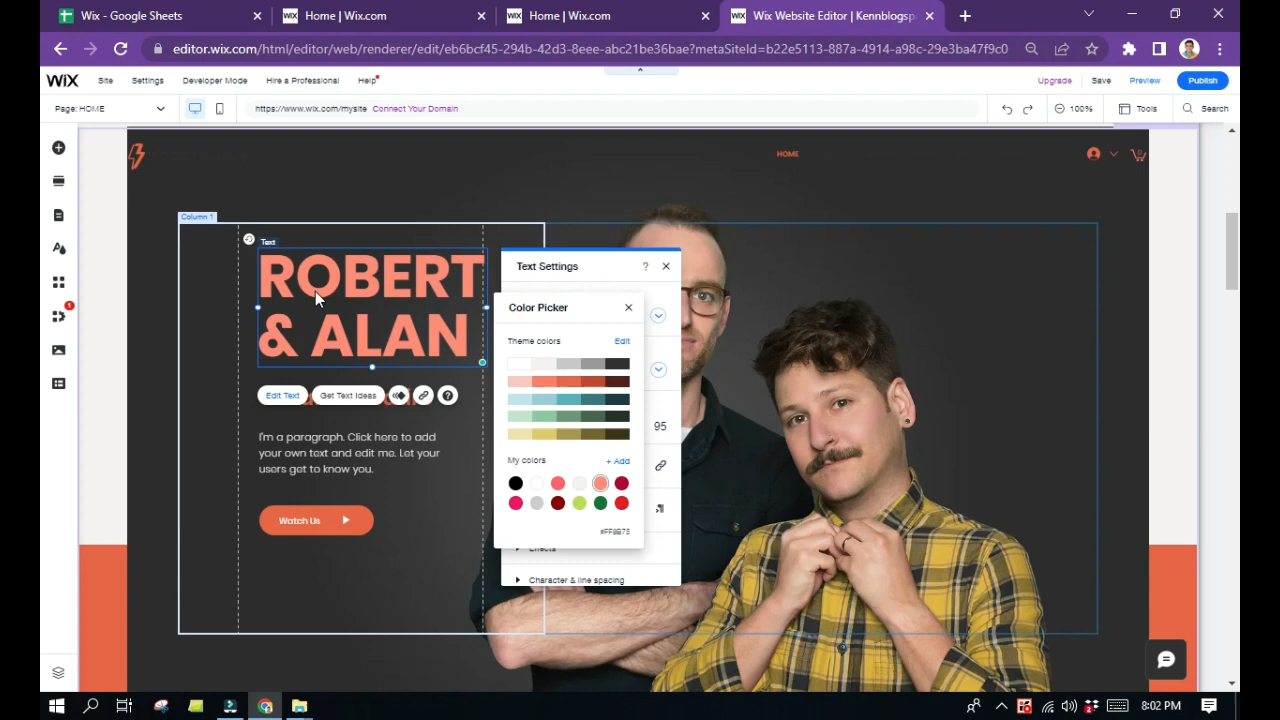 Wix - Google Sheets
Home | Wix.com
Home | Wix.com
Wix Website Editor | Kennblogsp
editor.wix.com/html/editor/web/renderer/edit/eb6bcf45-294b-42d3-8eee-abc21be36bae?metaSiteId=b22e5113-887a-4914-a98c-29e3ba47f9c0
WIX
Site
Settings
Developer Mode
Hire a Professional
Help
Upgrade
Save
Preview
Publish
Page: HOME
https://www.wix.com/mysite
Connect Your Domain
100%
Tools
Search
HOME
0
1
Column 1
Text
ROBERT
& ALAN
Text Settings
?
Color Picker
Theme colors
Edit
Edit Text
Get Text Ideas
95
I'm a paragraph. Click here to add
your own text and edit me. Let your
users get to know you.
My colors
+ Add
Watch Us
#FF8B75
Effects
Character & line spacing
8:02 PM